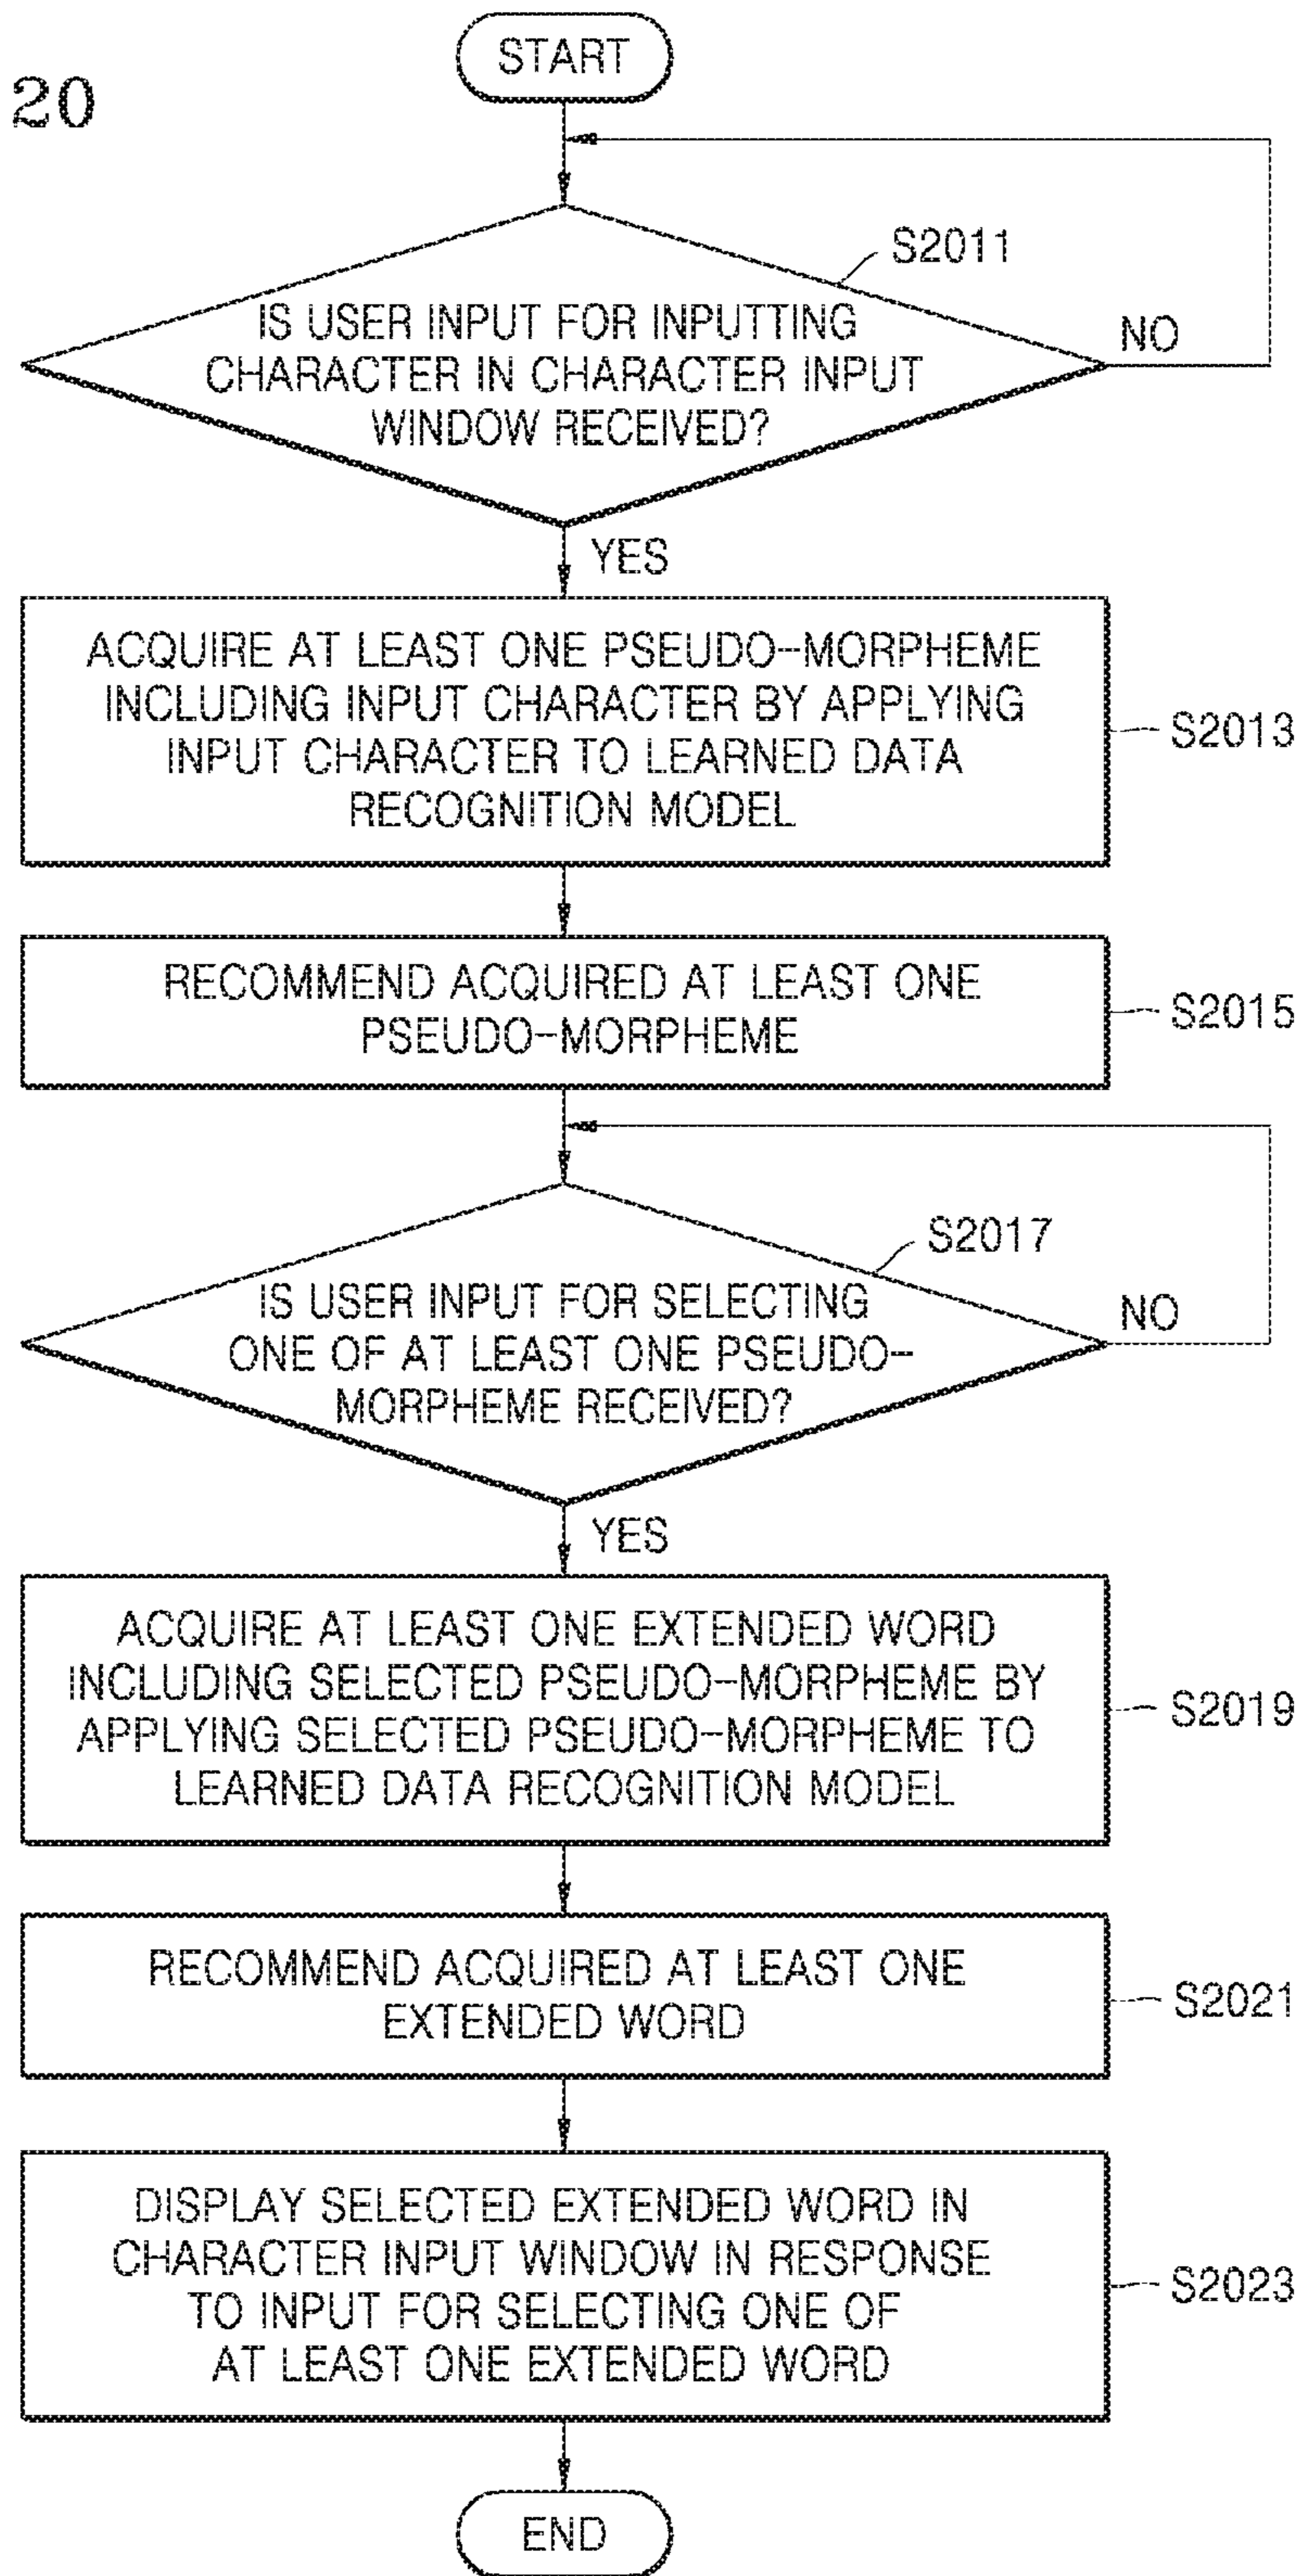 START
20
S2011
IS USER INPUT FOR INPUTTING
CHARACTER IN CHARACTER INPUT
WINDOW RECEIVED?
NO
YES
ACQUIRE AT LEAST ONE PSEUDO-MORPHEME
INCLUDING INPUT CHARACTER BY APPLYING
INPUT CHARACTER TO LEARNED DATA
RECOGNITION MODEL
S2013
RECOMMEND ACQUIRED AT LEAST ONE
PSEUDO-MORPHEME
S2015
S2017
IS USER INPUT FOR SELECTING
ONE OF AT LEAST ONE PSEUDO-
MORPHEME RECEIVED?
NO
YES
ACQUIRE AT LEAST ONE EXTENDED WORD
INCLUDING SELECTED PSEUDO-MORPHEME BY
APPLYING SELECTED PSEUDO-MORPHEME TO
LEARNED DATA RECOGNITION MODEL
S2019
RECOMMEND ACQUIRED AT LEAST ONE
EXTENDED WORD
S2021
DISPLAY SELECTED EXTENDED WORD IN
CHARACTER INPUT WINDOW IN RESPONSE
TO INPUT FOR SELECTING ONE OF
AT LEAST ONE EXTENDED WORD
S2023
END